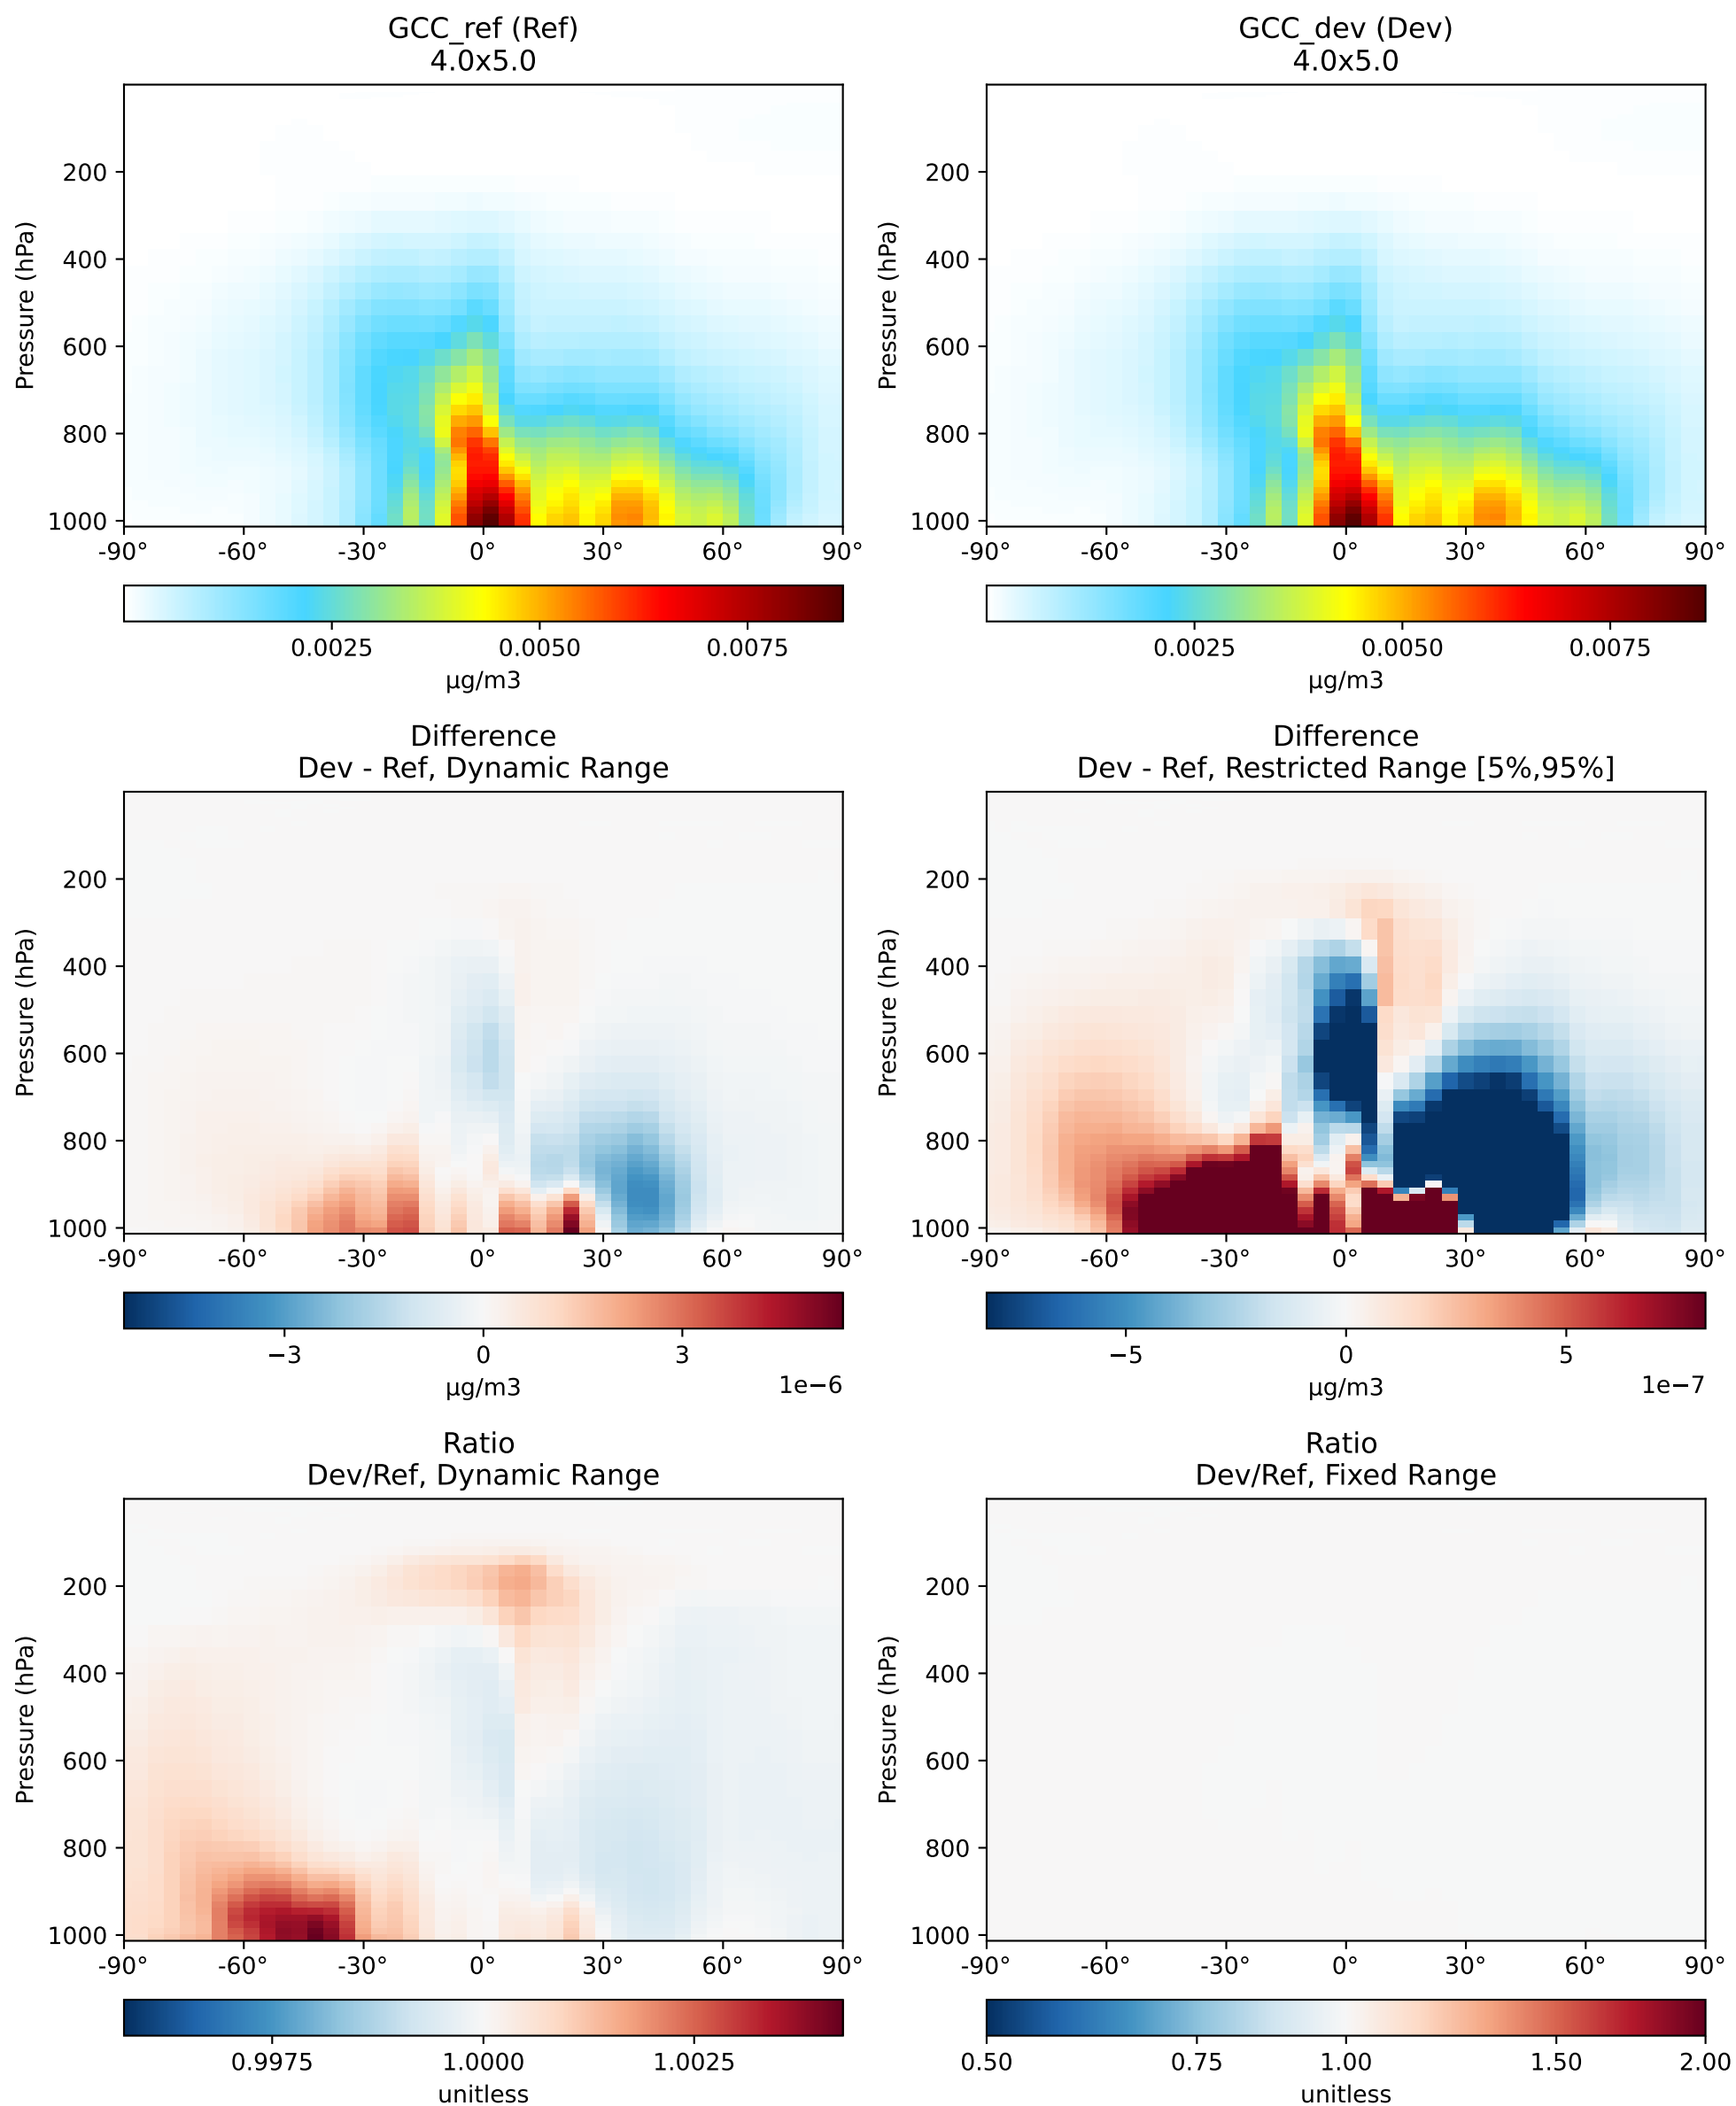 GCC_ref (Ref)
4.0x5.0
Pressure (hPa)
200
400
600
800
1000
-90° -60° -30° 0° 30° 60° 90°
0.0025 0.0050 0.0075
µg/m3
GCC_dev (Dev)
4.0x5.0
Pressure (hPa)
200
400
600
800
1000
-90° -60° -30° 0° 30° 60° 90°
0.0025 0.0050 0.0075
µg/m3
Difference
Dev - Ref, Dynamic Range
Pressure (hPa)
200
400
600
800
1000
-90° -60° -30° 0° 30° 60° 90°
−3 0 3
µg/m3
1e−6
Difference
Dev - Ref, Restricted Range [5%,95%]
Pressure (hPa)
200
400
600
800
1000
-90° -60° -30° 0° 30° 60° 90°
−5 0 5
µg/m3
1e−7
Ratio
Dev/Ref, Dynamic Range
Pressure (hPa)
200
400
600
800
1000
-90° -60° -30° 0° 30° 60° 90°
0.9975 1.0000 1.0025
unitless
Ratio
Dev/Ref, Fixed Range
Pressure (hPa)
200
400
600
800
1000
-90° -60° -30° 0° 30° 60° 90°
0.50 0.75 1.00 1.50 2.00
unitless